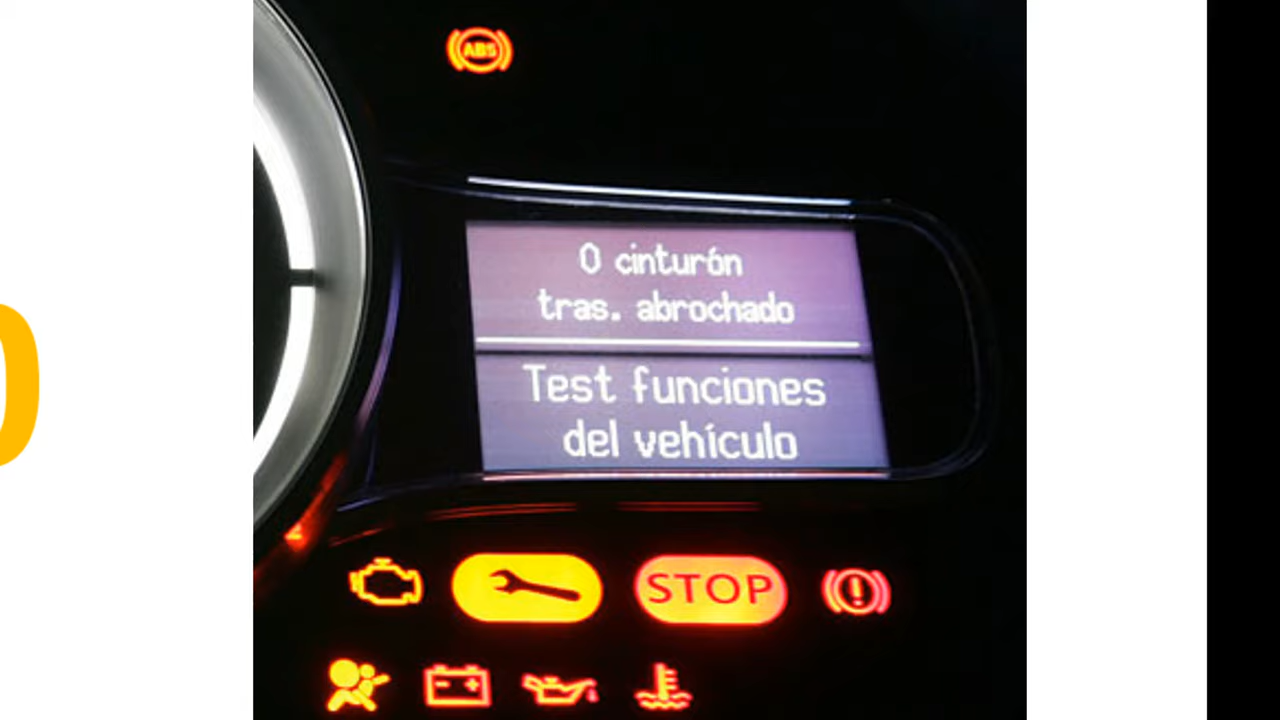 ABS
0 cinturón
tras. abrochado
Test funciones
del vehículo
STOP